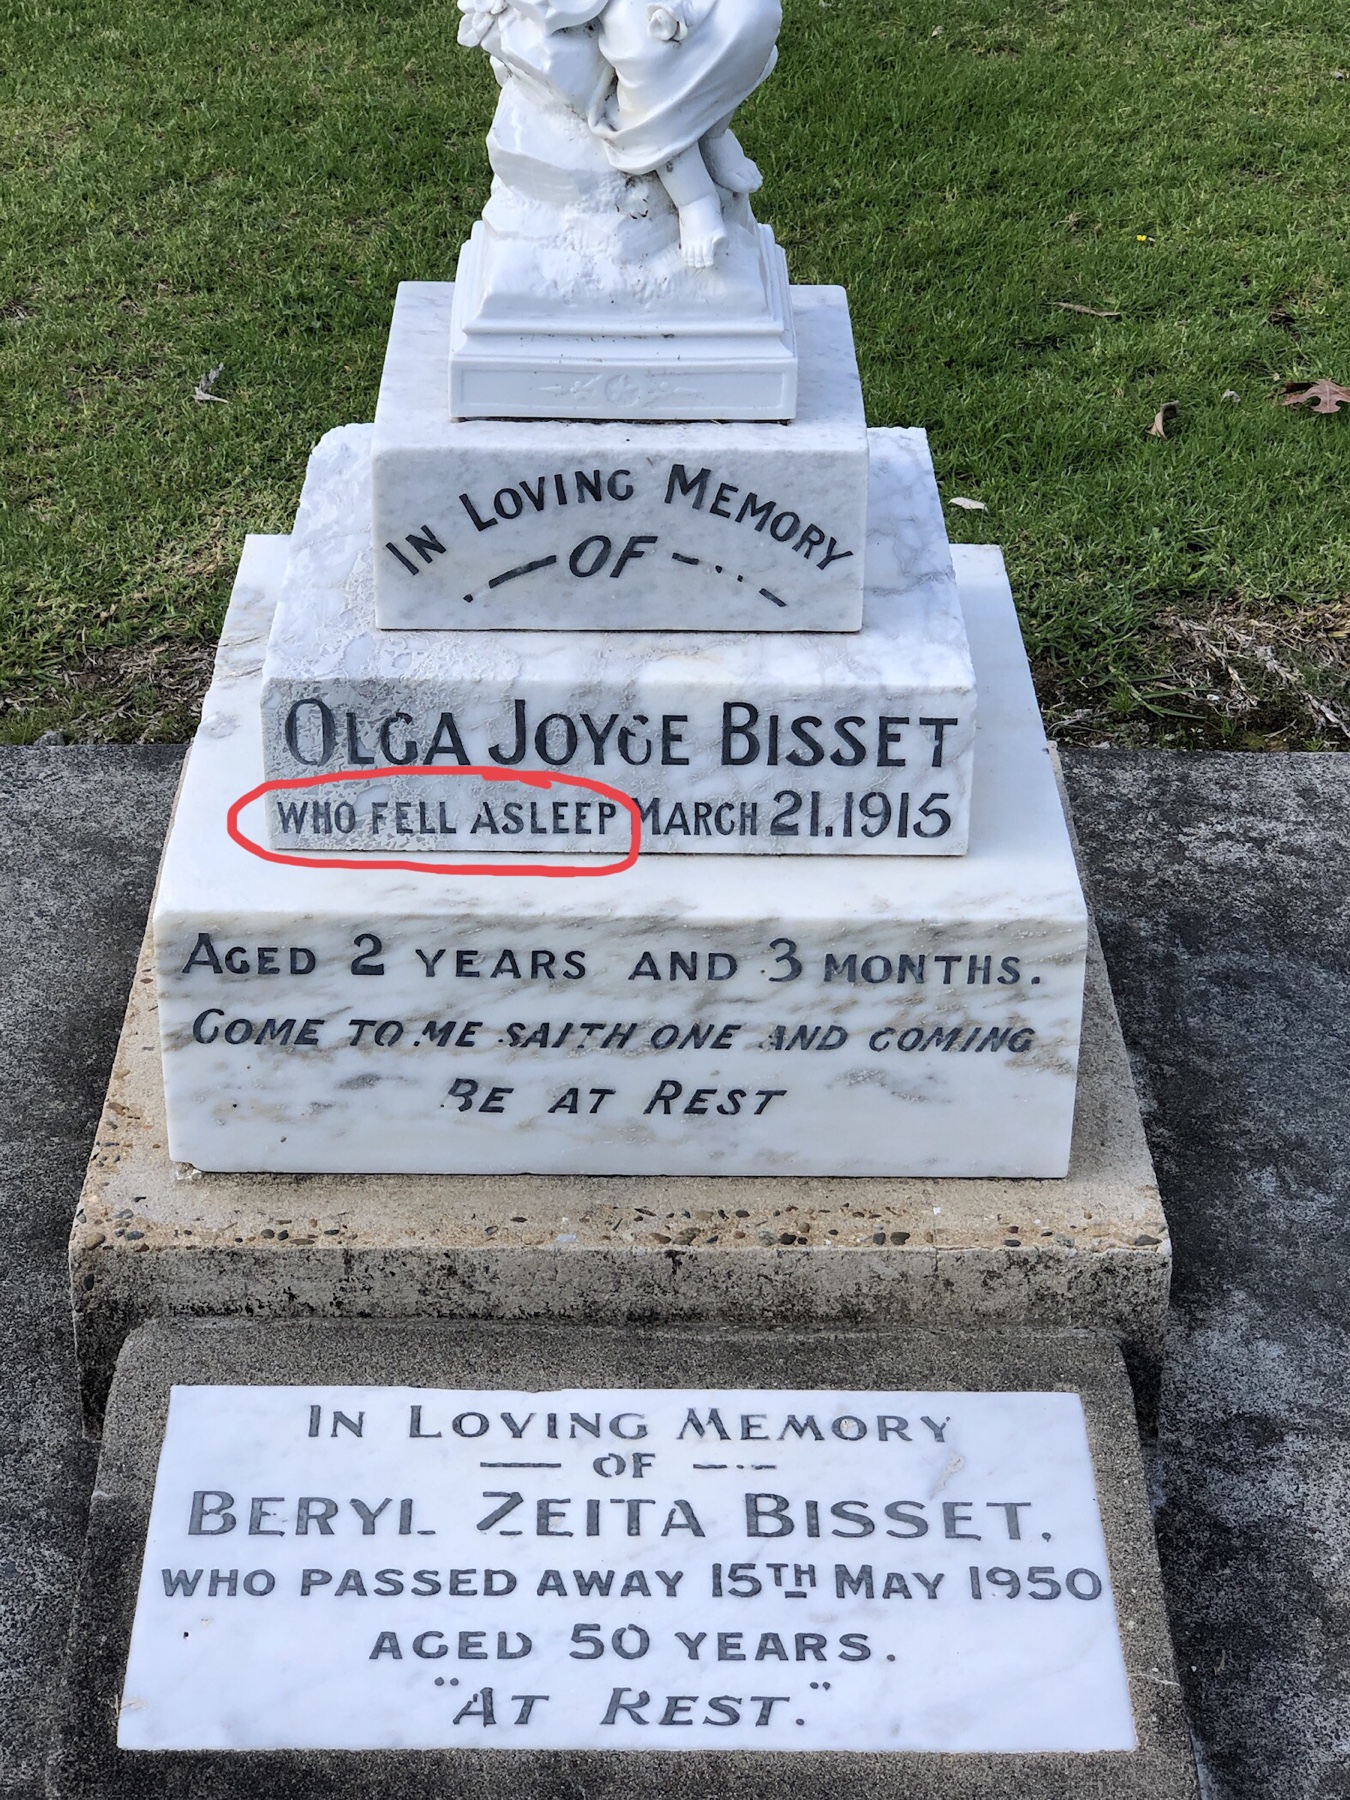 IN LOVING MEMORY
OF
OLGA JOYCE BISSET
WHO FELL ASLEEP MARCH 21.1915
AGED 2 YEARS AND 3 MONTHS.
COME TO ME SAITH ONE AND COMING
BE AT REST
IN LOVING MEMORY
OF
BERYL ZEITA BISSET.
WHO PASSED AWAY 15TH MAY 1950
AGED 50 YEARS.
"AT REST."